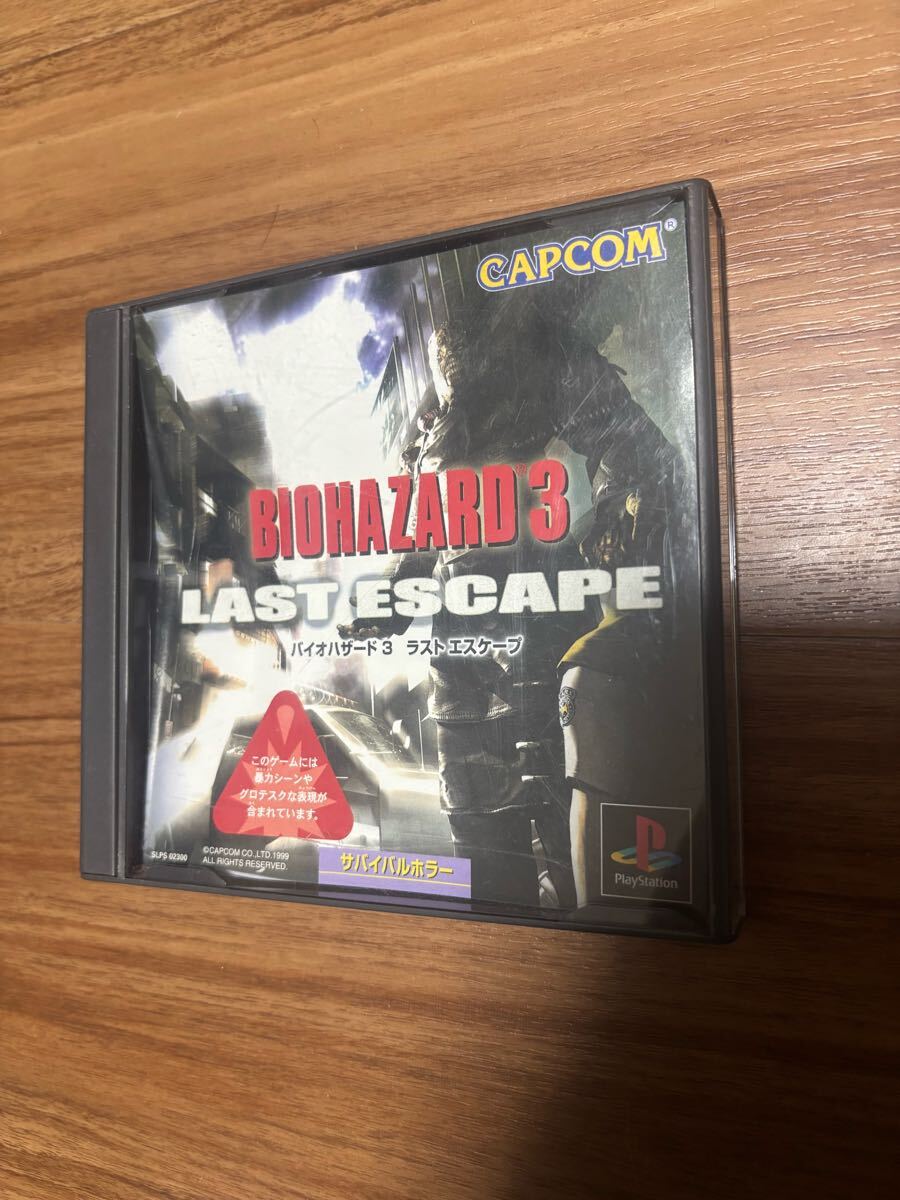 CAPCOM®
BIOHAZARD®3
LAST ESCAPE
バイオハザード3 ラスト エスケープ
このゲームには
暴力シーンや
グロテスクな表現が
含まれています。
SLPS 02300
©CAPCOM CO.,LTD.1999
ALL RIGHTS RESERVED.
サバイバルホラー
PlayStation